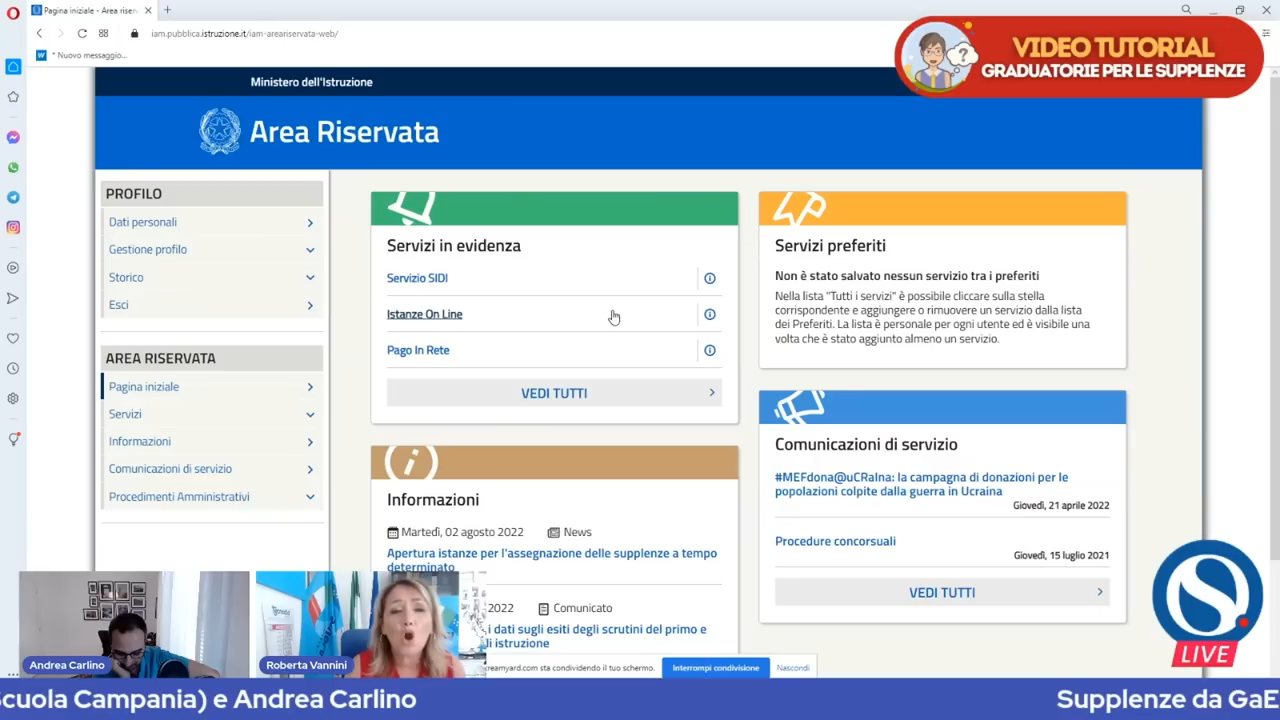 Pagina iniziale - Area riser
iam.pubblica.istruzione.it/iam-areariservata-web/
* Nuovo messaggio...
VIDEO TUTORIAL
GRADUATORIE PER LE SUPPLENZE
Ministero dell'Istruzione
Area Riservata
PROFILO
Dati personali
Gestione profilo
Storico
Esci
AREA RISERVATA
Pagina iniziale
Servizi
Informazioni
Comunicazioni di servizio
Procedimenti Amministrativi
Servizi in evidenza
Servizio SIDI
Istanze On Line
Pago In Rete
VEDI TUTTI
Informazioni
Martedì, 02 agosto 2022 News
Apertura istanze per l'assegnazione delle supplenze a tempo
determinato
2022 Comunicato
i dati sugli esiti degli scrutini del primo e
di istruzione
Servizi preferiti
Non è stato salvato nessun servizio tra i preferiti
Nella lista "Tutti i servizi" è possibile cliccare sulla stella
corrispondente e aggiungere o rimuovere un servizio dalla lista
dei Preferiti. La lista è personale per ogni utente ed è visibile una
volta che è stato aggiunto almeno un servizio.
Comunicazioni di servizio
#MEFdona@uCRaIna: la campagna di donazioni per le
popolazioni colpite dalla guerra in Ucraina
Giovedì, 21 aprile 2022
Procedure concorsuali
Giovedì, 15 luglio 2021
VEDI TUTTI
Andrea Carlino
Roberta Vannini
reamyard.com sta condividendo il tuo schermo.
Interrompi condivisione
Nascondi
S
LIVE
Scuola Campania) e Andrea Carlino
Supplenze da GaE